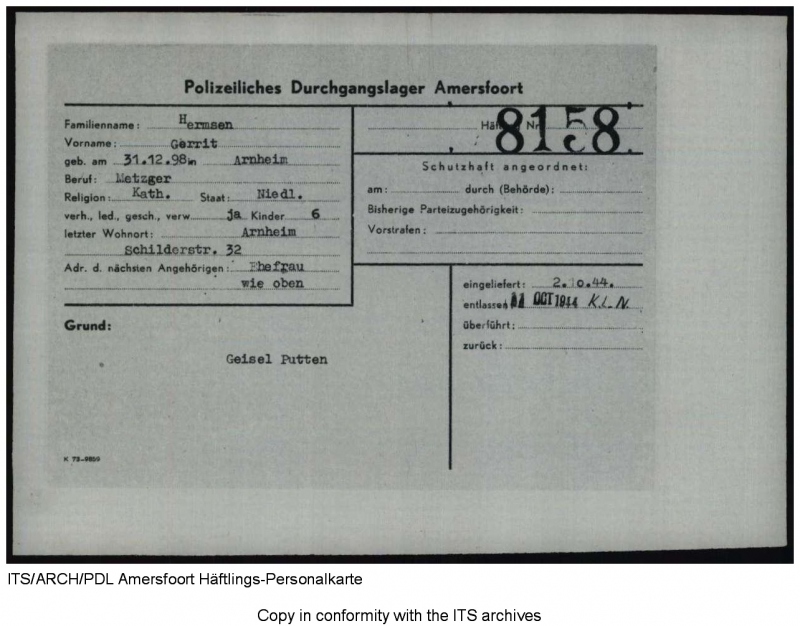 Polizeiliches Durchgangslager Amersfoort
Familienname: Hermsen
Vorname: Gerrit
geb. am 31.12.98 in Arnheim
Beruf: Metzger
Religion: Kath. Staat: Niedl.
verh., led., gesch., verw. ja Kinder 6
letzter Wohnort: Arnheim
Schilderstr. 32
Adr. d. nächsten Angehörigen: Ehefrau
wie oben
Nr. 8158
Schutzhaft angeordnet:
am: durch (Behörde):
Bisherige Parteizugehörigkeit:
Vorstrafen:
eingeliefert: 2.10.44.
entlassen 11 OCT 1944 K.L.N.
überführt:
zurück:
Grund:
Geisel Putten
ITS/ARCH/PDL Amersfoort Häftlings-Personalkarte
Copy in conformity with the ITS archives